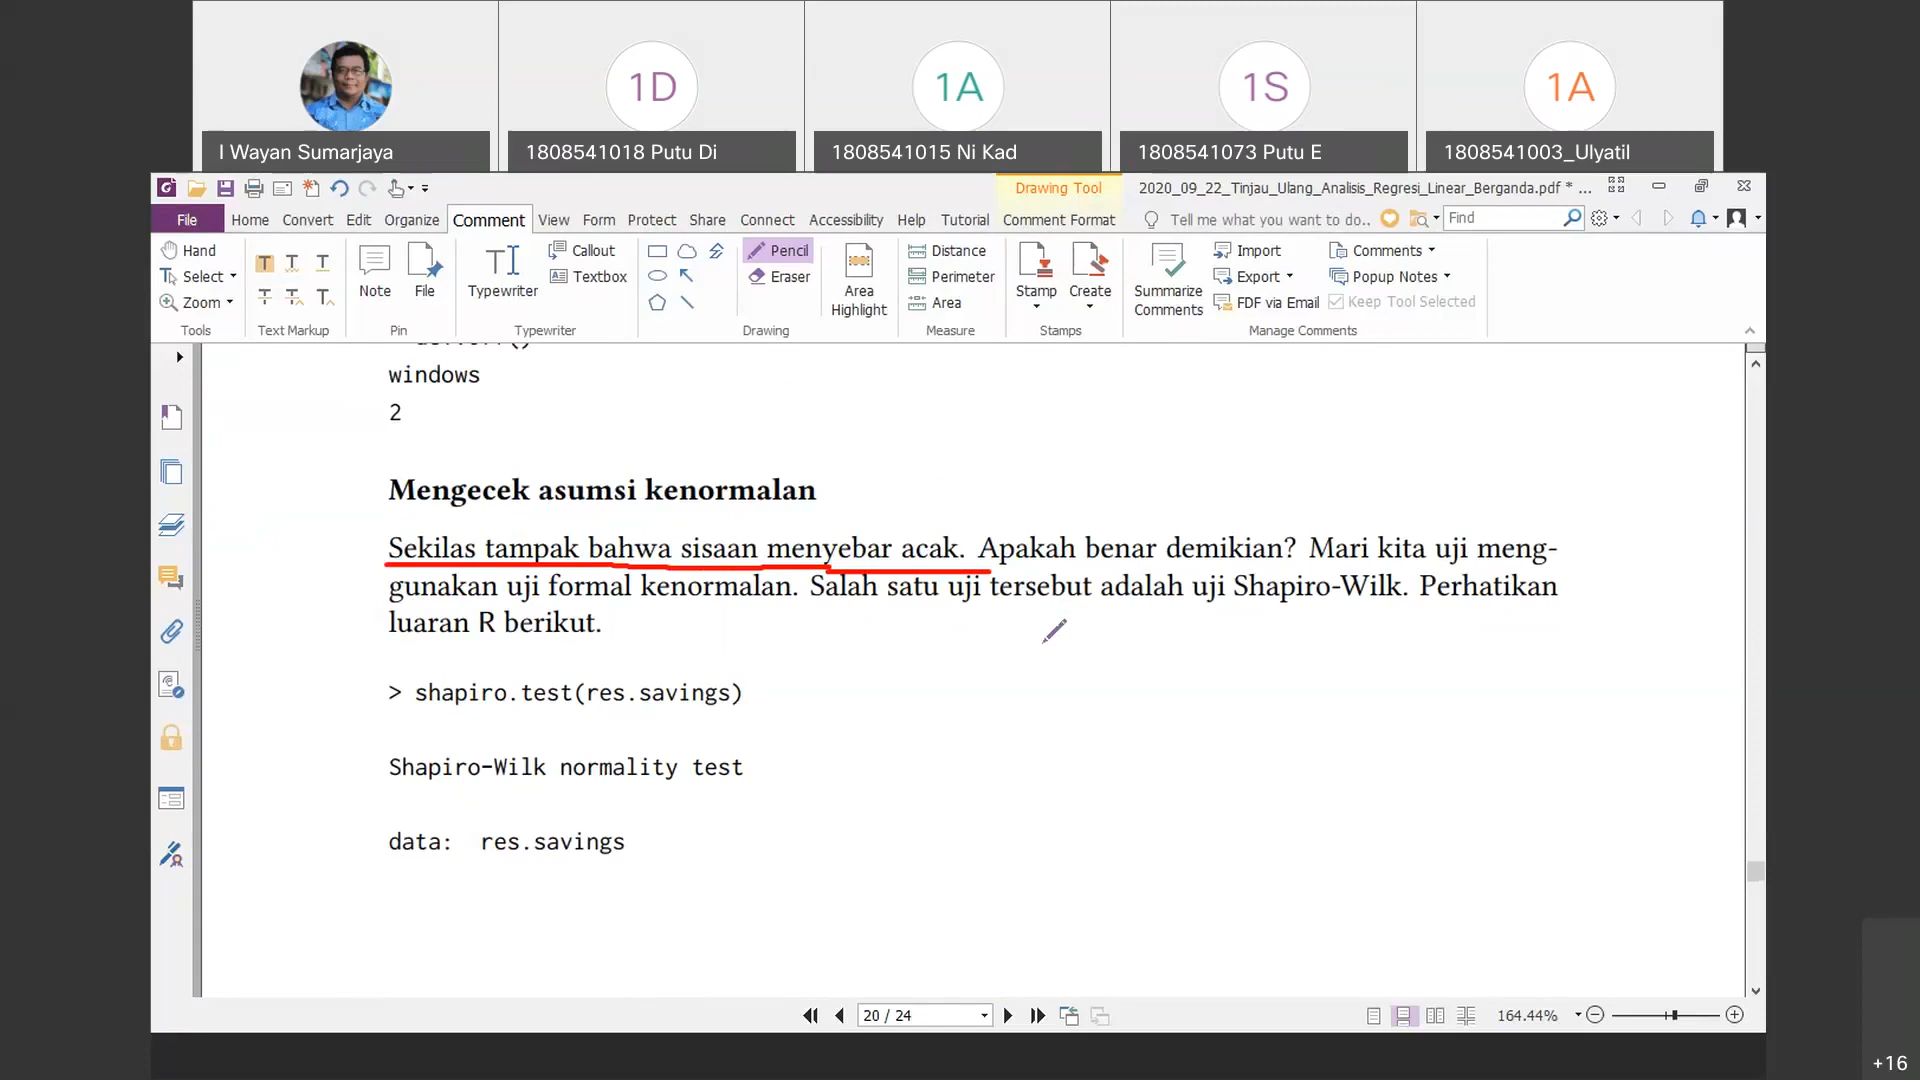 1D
1A
1S
1A
I Wayan Sumarjaya
1808541018 Putu Di
1808541015 Ni Kad
1808541073 Putu E
1808541003_Ulyatil
Drawing Tool
2020_09_22_Tinjau_Ulang_Analisis_Regresi_Linear_Berganda.pdf * ...
File Home Convert Edit Organize Comment View Form Protect Share Connect Accessibility Help Tutorial Comment Format
Tell me what you want to do..
Find
Hand
Select
Zoom
Tools
Text Markup
Note
File
Pin
Typewriter
Callout
Textbox
Typewriter
Pencil
Eraser
Area
Highlight
Drawing
Distance
Perimeter
Area
Measure
Stamp
Create
Stamps
Summarize
Comments
Import
Export
FDF via Email
Comments
Popup Notes
Keep Tool Selected
Manage Comments
windows
2
Mengecek asumsi kenormalan
Sekilas tampak bahwa sisaan menyebar acak. Apakah benar demikian? Mari kita uji meng-
gunakan uji formal kenormalan. Salah satu uji tersebut adalah uji Shapiro-Wilk. Perhatikan
luaran R berikut.
> shapiro.test(res.savings)
Shapiro-Wilk normality test
data: res.savings
20 / 24
164.44%
+16